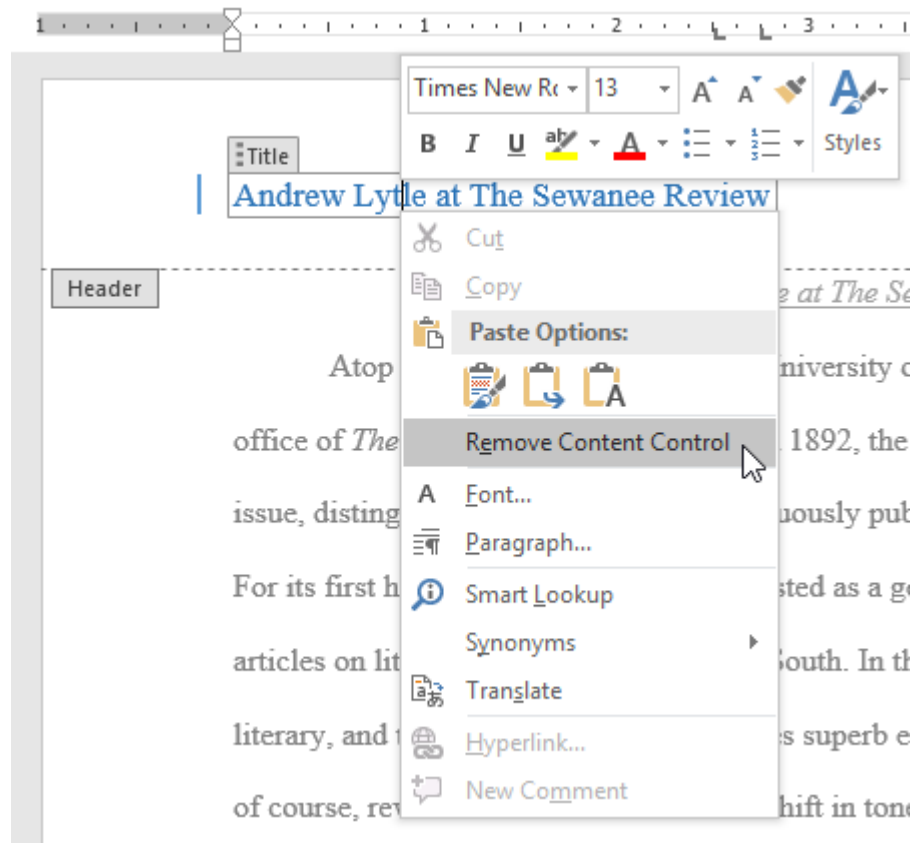 1 1 2 3
Times New Ro 13 A A
B I U ab A Styles
Title
Andrew Lytle at The Sewanee Review
Cut
Header
Copy
e at The Se
Paste Options:
Atop niversity o
office of The Remove Content Control 1892, the
A Font...
issue, disting uously pub
Paragraph...
For its first h Smart Lookup sted as a go
Synonyms
articles on lit South. In th
Translate
literary, and t Hyperlink... s superb e
New Comment
of course, rev hift in tone